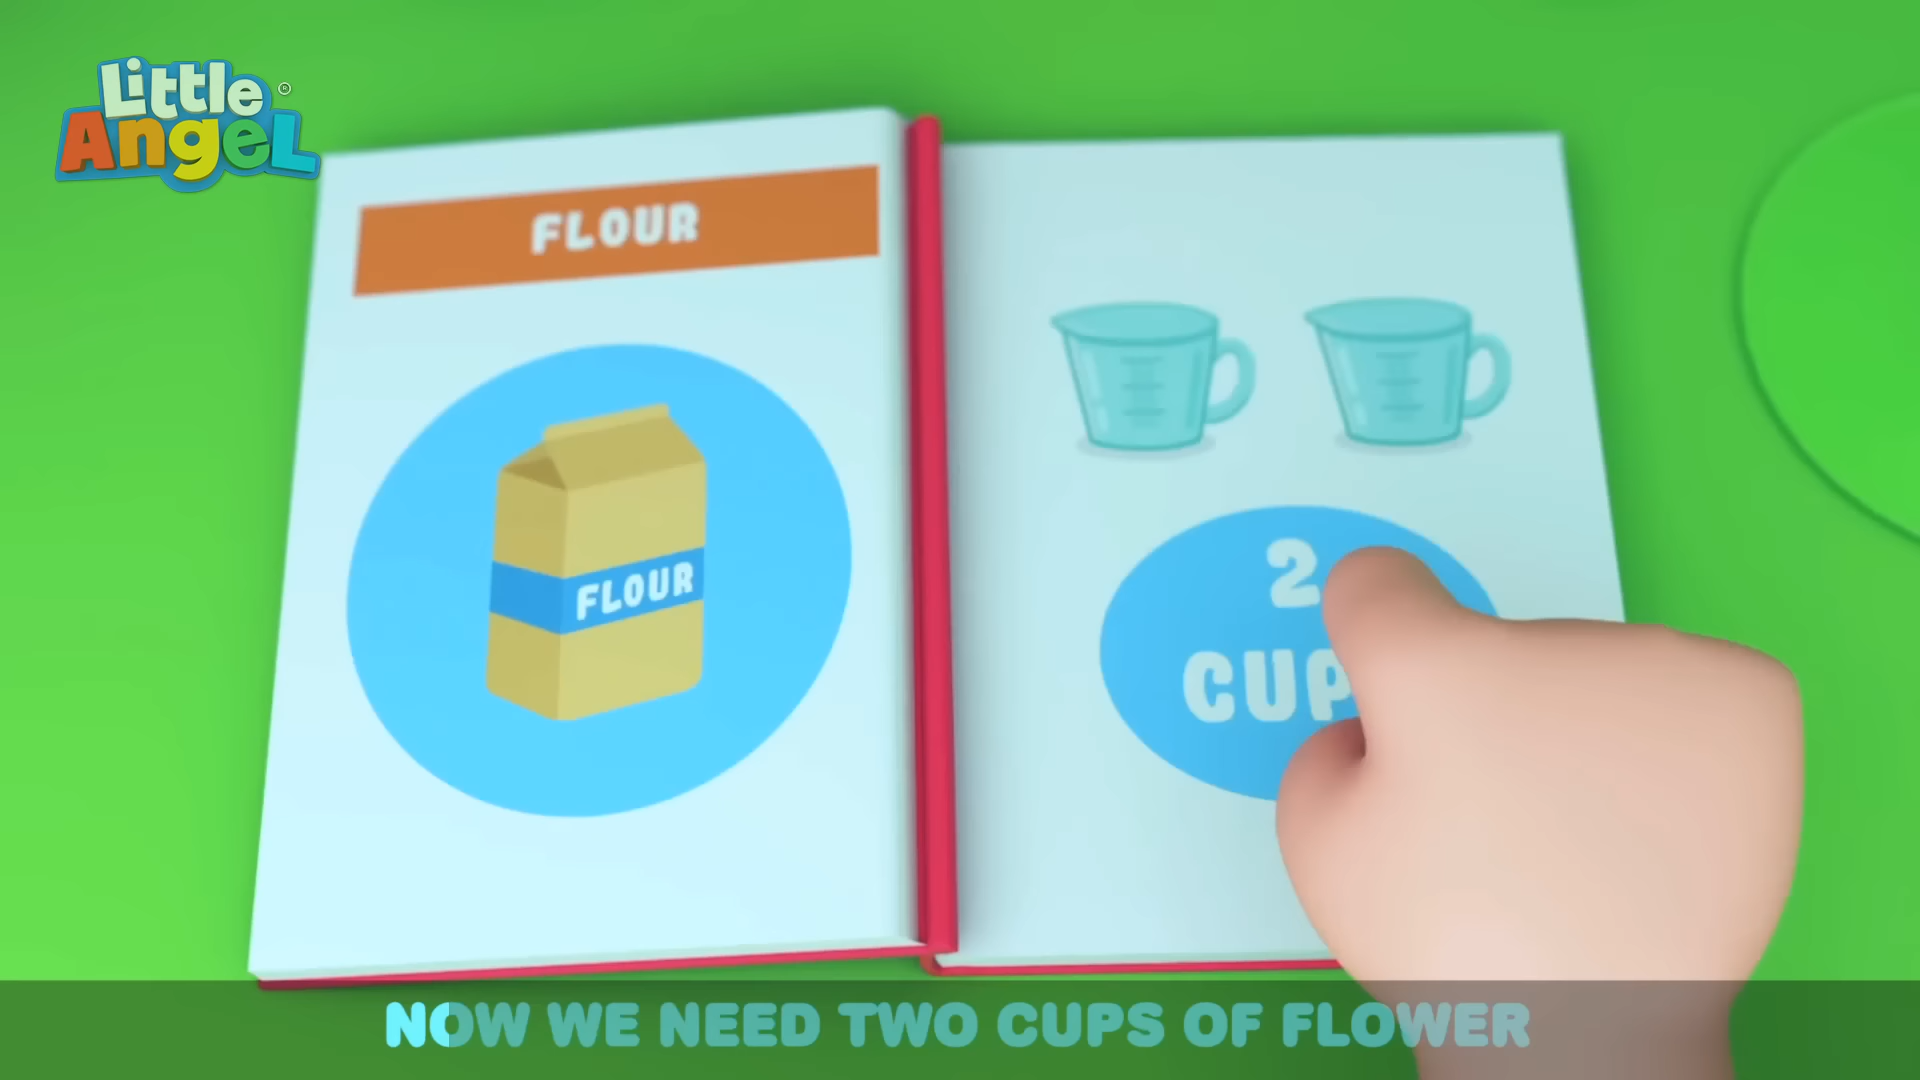 Little
Angel
®
FLOUR
FLOUR
2
CUP
NOW WE NEED TWO CUPS OF FLOWER